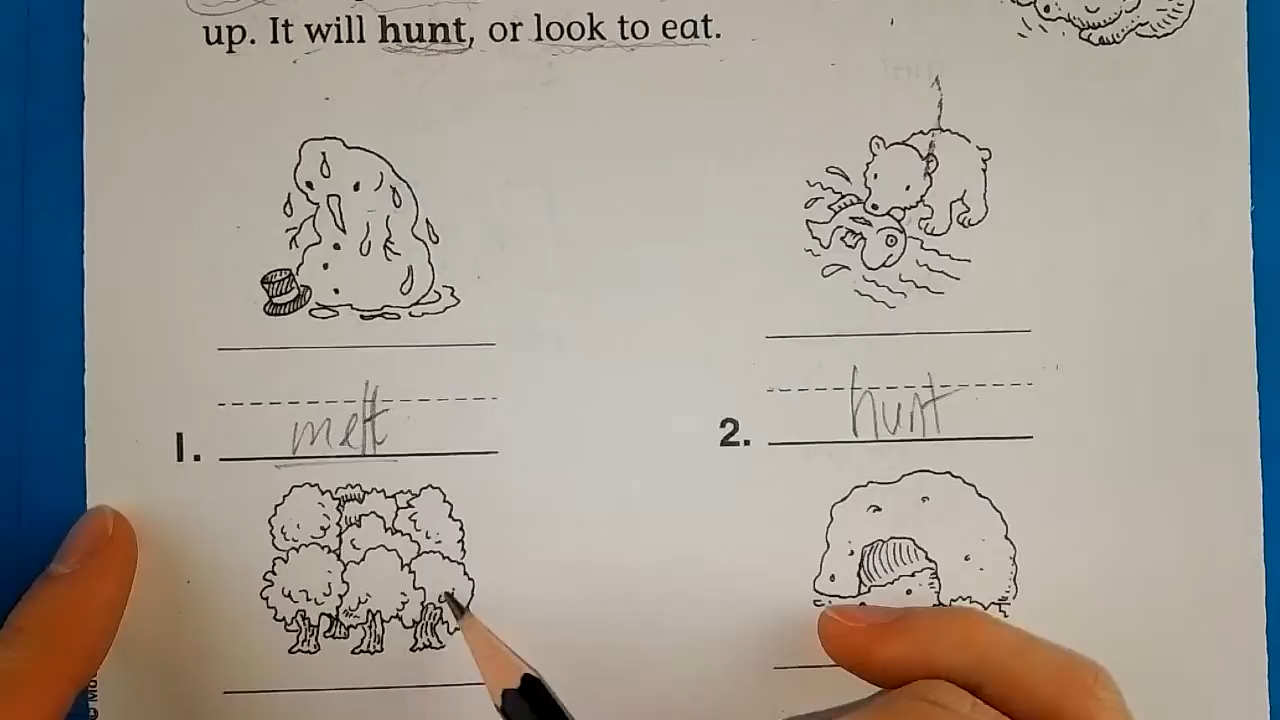 up. It will hunt, or look to eat.
1. melt
2. hunt